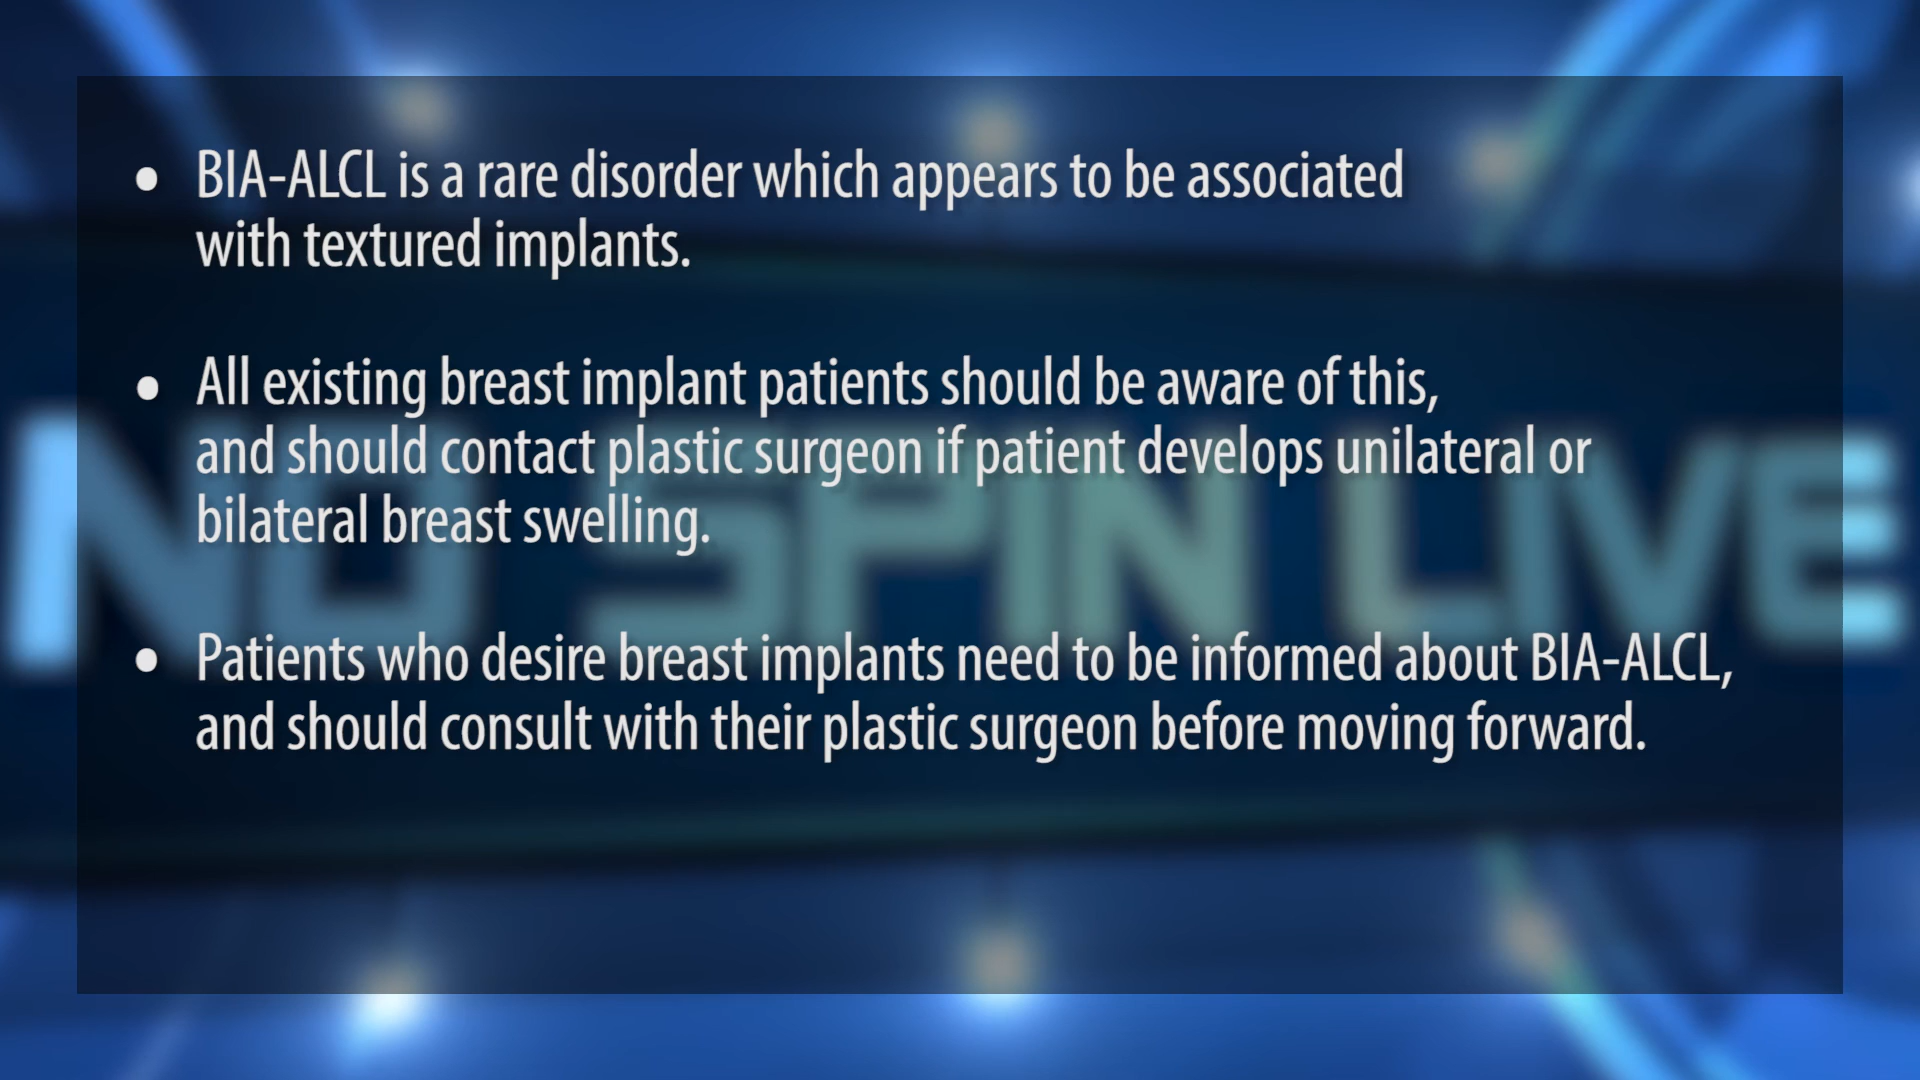 • BIA-ALCL is a rare disorder which appears to be associated
with textured implants.
• All existing breast implant patients should be aware of this,
and should contact plastic surgeon if patient develops unilateral or
bilateral breast swelling.
NO SPIN LIVE
• Patients who desire breast implants need to be informed about BIA-ALCL,
and should consult with their plastic surgeon before moving forward.